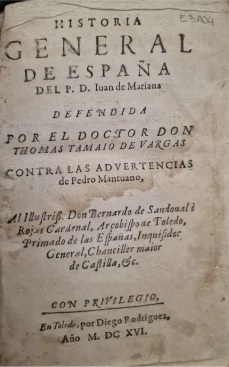 E3A04
HISTORIA
GENERAL
DE ESPAÑA
DEL P. D. Iuan de Mariana
DEFENDIDA
POR EL DOCTOR DON
THOMAS TAMAIO DE VARGAS
CONTRA LAS ADVERTENCIAS
de Pedro Mantuano,
Al Illustriss. Don Bernardo de Sandoual i
Rojas Cardenal, Arçobispo de Toledo,
Primado de las Españas, Inquisidor
General, Chanciller maior
de Castilla, &c.
CON PRIVILEGIO,
En Toledo, por Diego Rodriguez,
Año M. DC XVI.